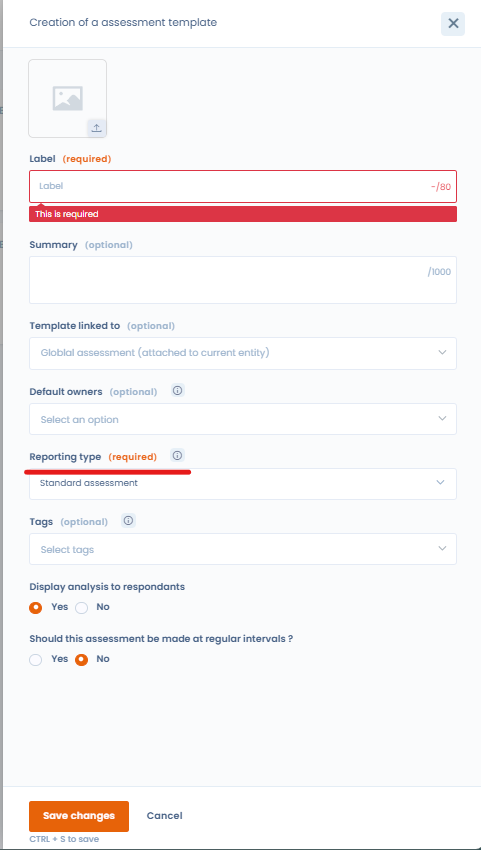 Creation of a assessment template
Label (required)
Label -/80
This is required
Summary (optional)
/1000
Template linked to (optional)
Globlal assessment (attached to current entity)
Default owners (optional)
Select an option
Reporting type (required)
Standard assessment
Tags (optional)
Select tags
Display analysis to respondants
Yes No
Should this assessment be made at regular intervals ?
Yes No
Save changes Cancel
CTRL + S to save